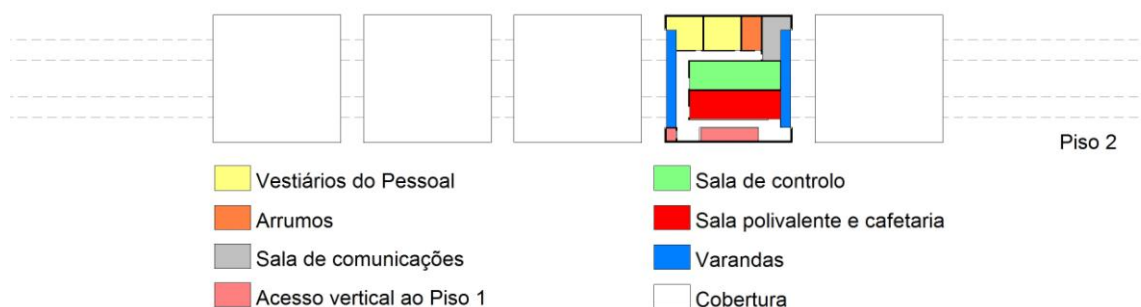 Piso 2
Vestiários do Pessoal
Arrumos
Sala de comunicações
Acesso vertical ao Piso 1
Sala de controlo
Sala polivalente e cafetaria
Varandas
Cobertura